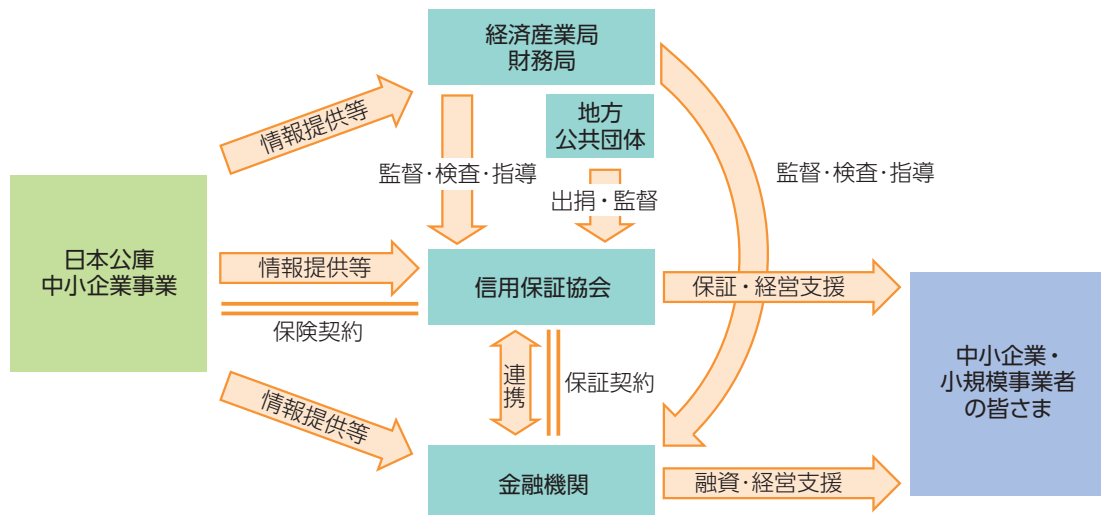 経済産業局
財務局
地方
公共団体
情報提供等
監督・検査・指導
出捐・監督
監督・検査・指導
日本公庫
中小企業事業
情報提供等
保険契約
信用保証協会
保証・経営支援
連携
保証契約
中小企業・
小規模事業者
の皆さま
情報提供等
金融機関
融資・経営支援